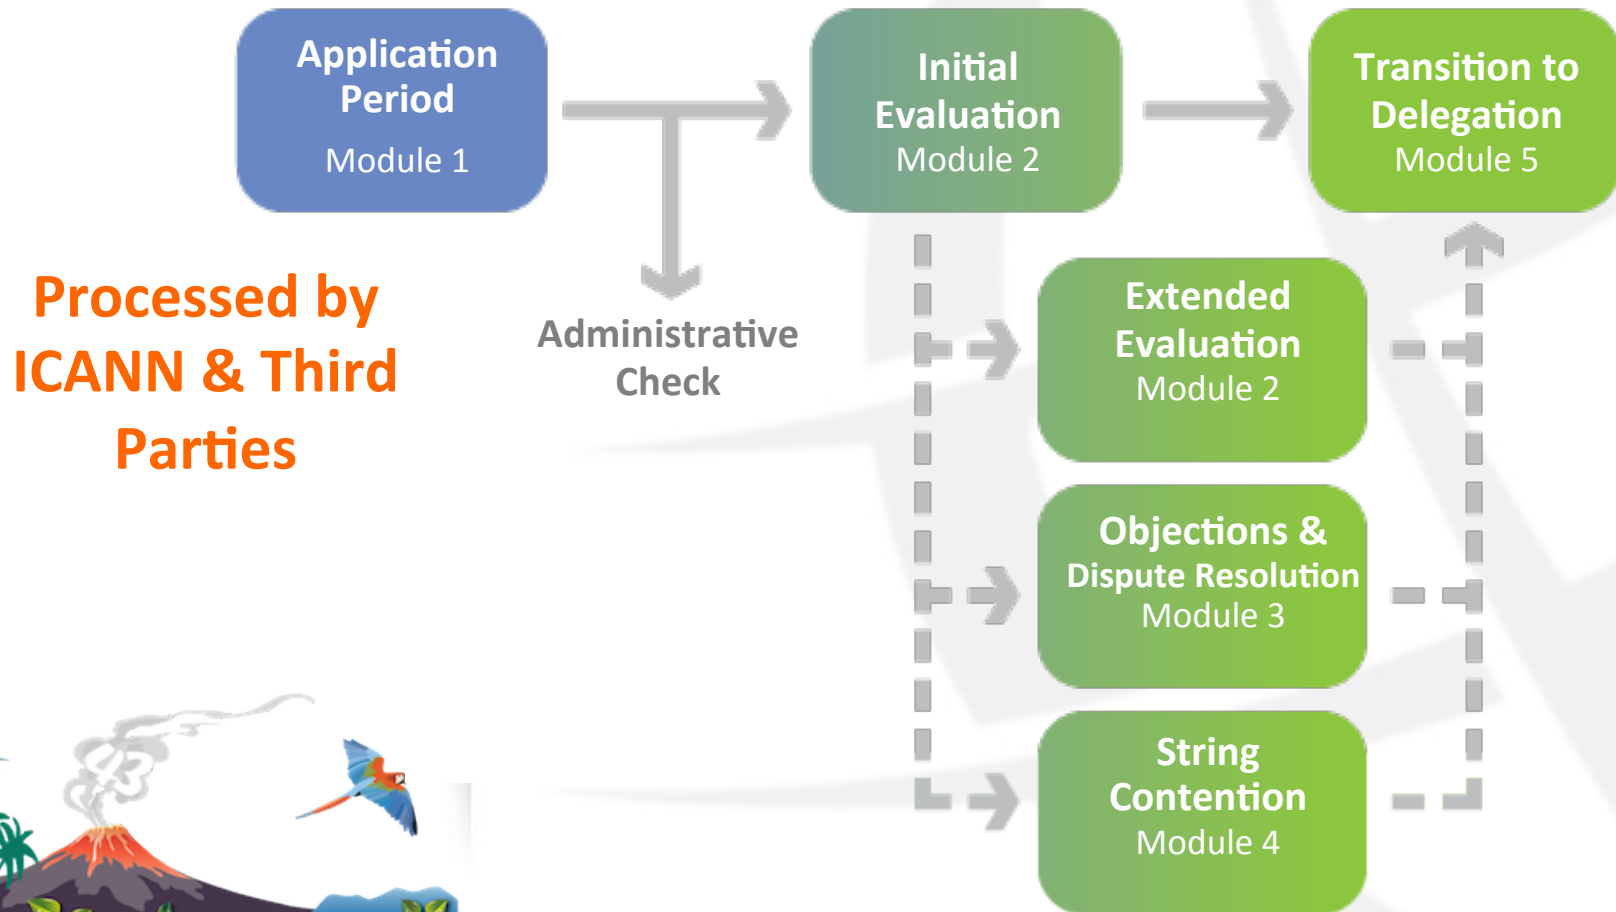 Application
Period
Module 1
Initial
Evaluation
Module 2
Transition to
Delegation
Module 5
Processed by
ICANN & Third
Parties
Administrative
Check
Extended
Evaluation
Module 2
Objections &
Dispute Resolution
Module 3
String
Contention
Module 4
43